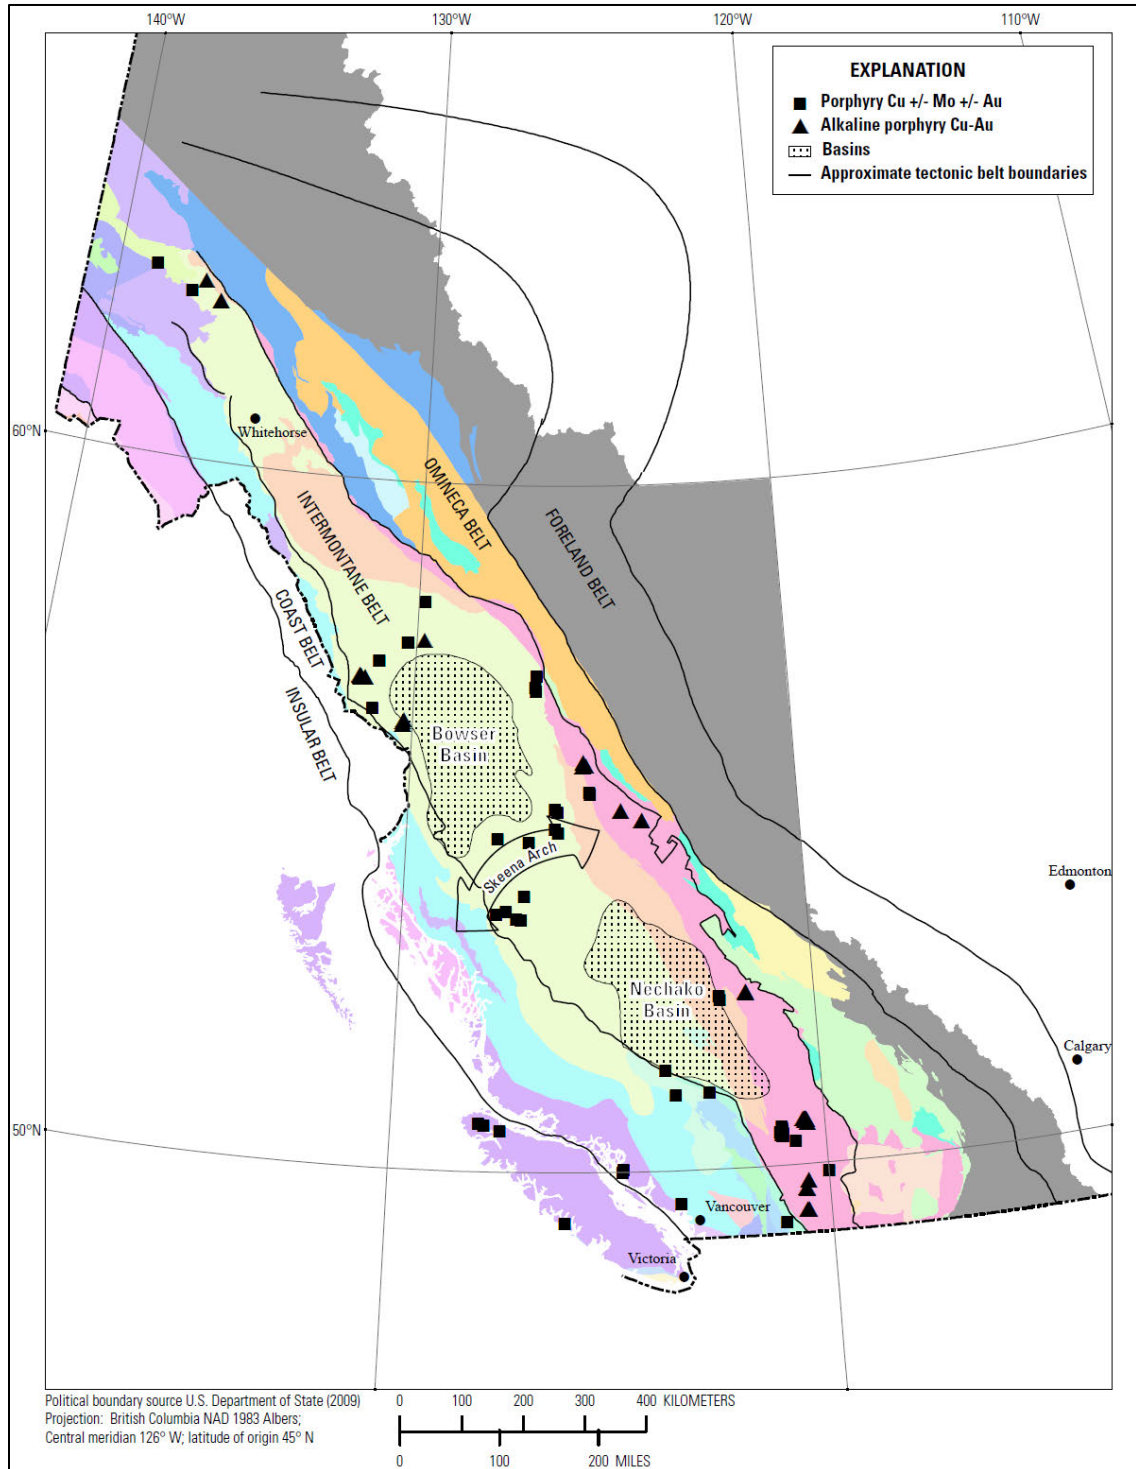 140°W
130°W
120°W
110°W
EXPLANATION
Porphyry Cu +/- Mo +/- Au
Alkaline porphyry Cu-Au
Basins
Approximate tectonic belt boundaries
60°N
Whitehorse
OMINECA BELT
INTERMONTANE BELT
FORELAND BELT
COAST BELT
INSULAR BELT
Bowser
Basin
Skeena Arch
Edmonton
Nechako
Basin
Calgary
50°N
Vancouver
Victoria
Political boundary source U.S. Department of State (2009)
Projection: British Columbia NAD 1983 Albers;
Central meridian 126° W; latitude of origin 45° N
0 100 200 300 400 KILOMETERS
0 100 200 MILES